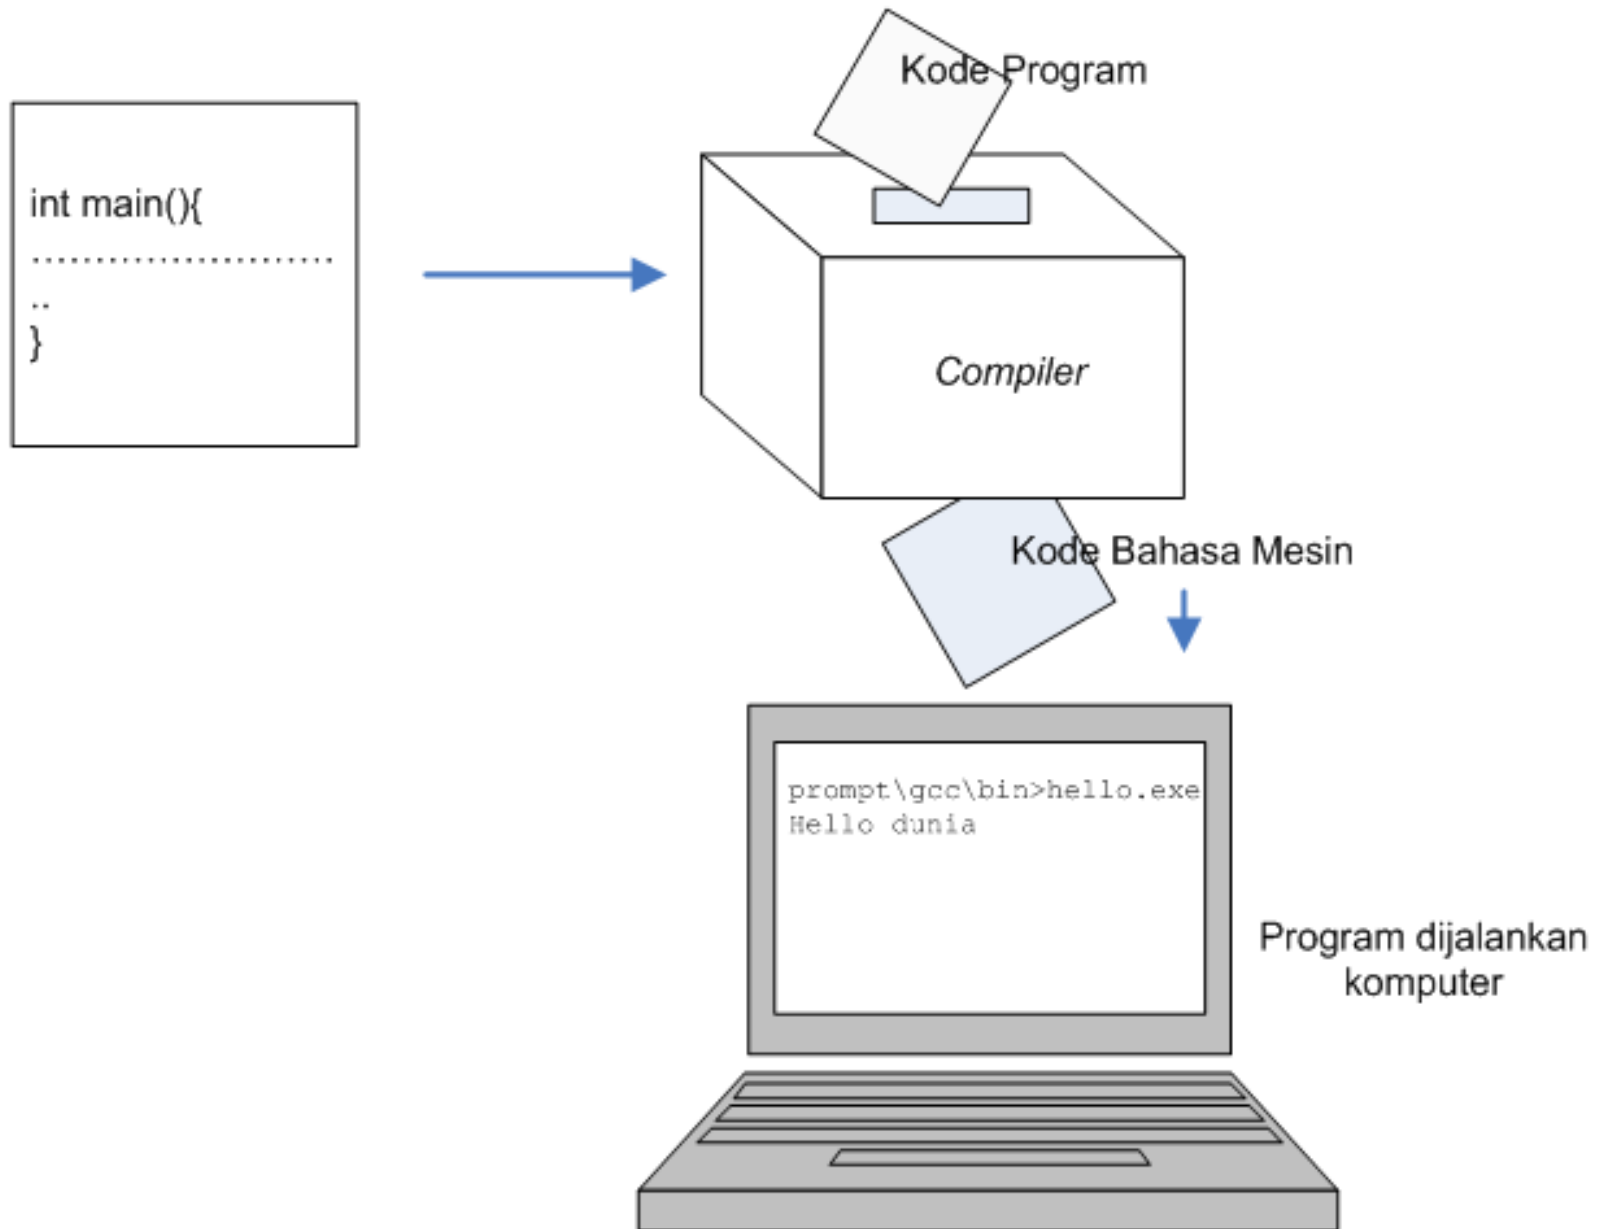 Kode Program
int main(){
........................
..
}
Compiler
Kode Bahasa Mesin
prompt\gcc\bin>hello.exe
Hello dunia
Program dijalankan
komputer